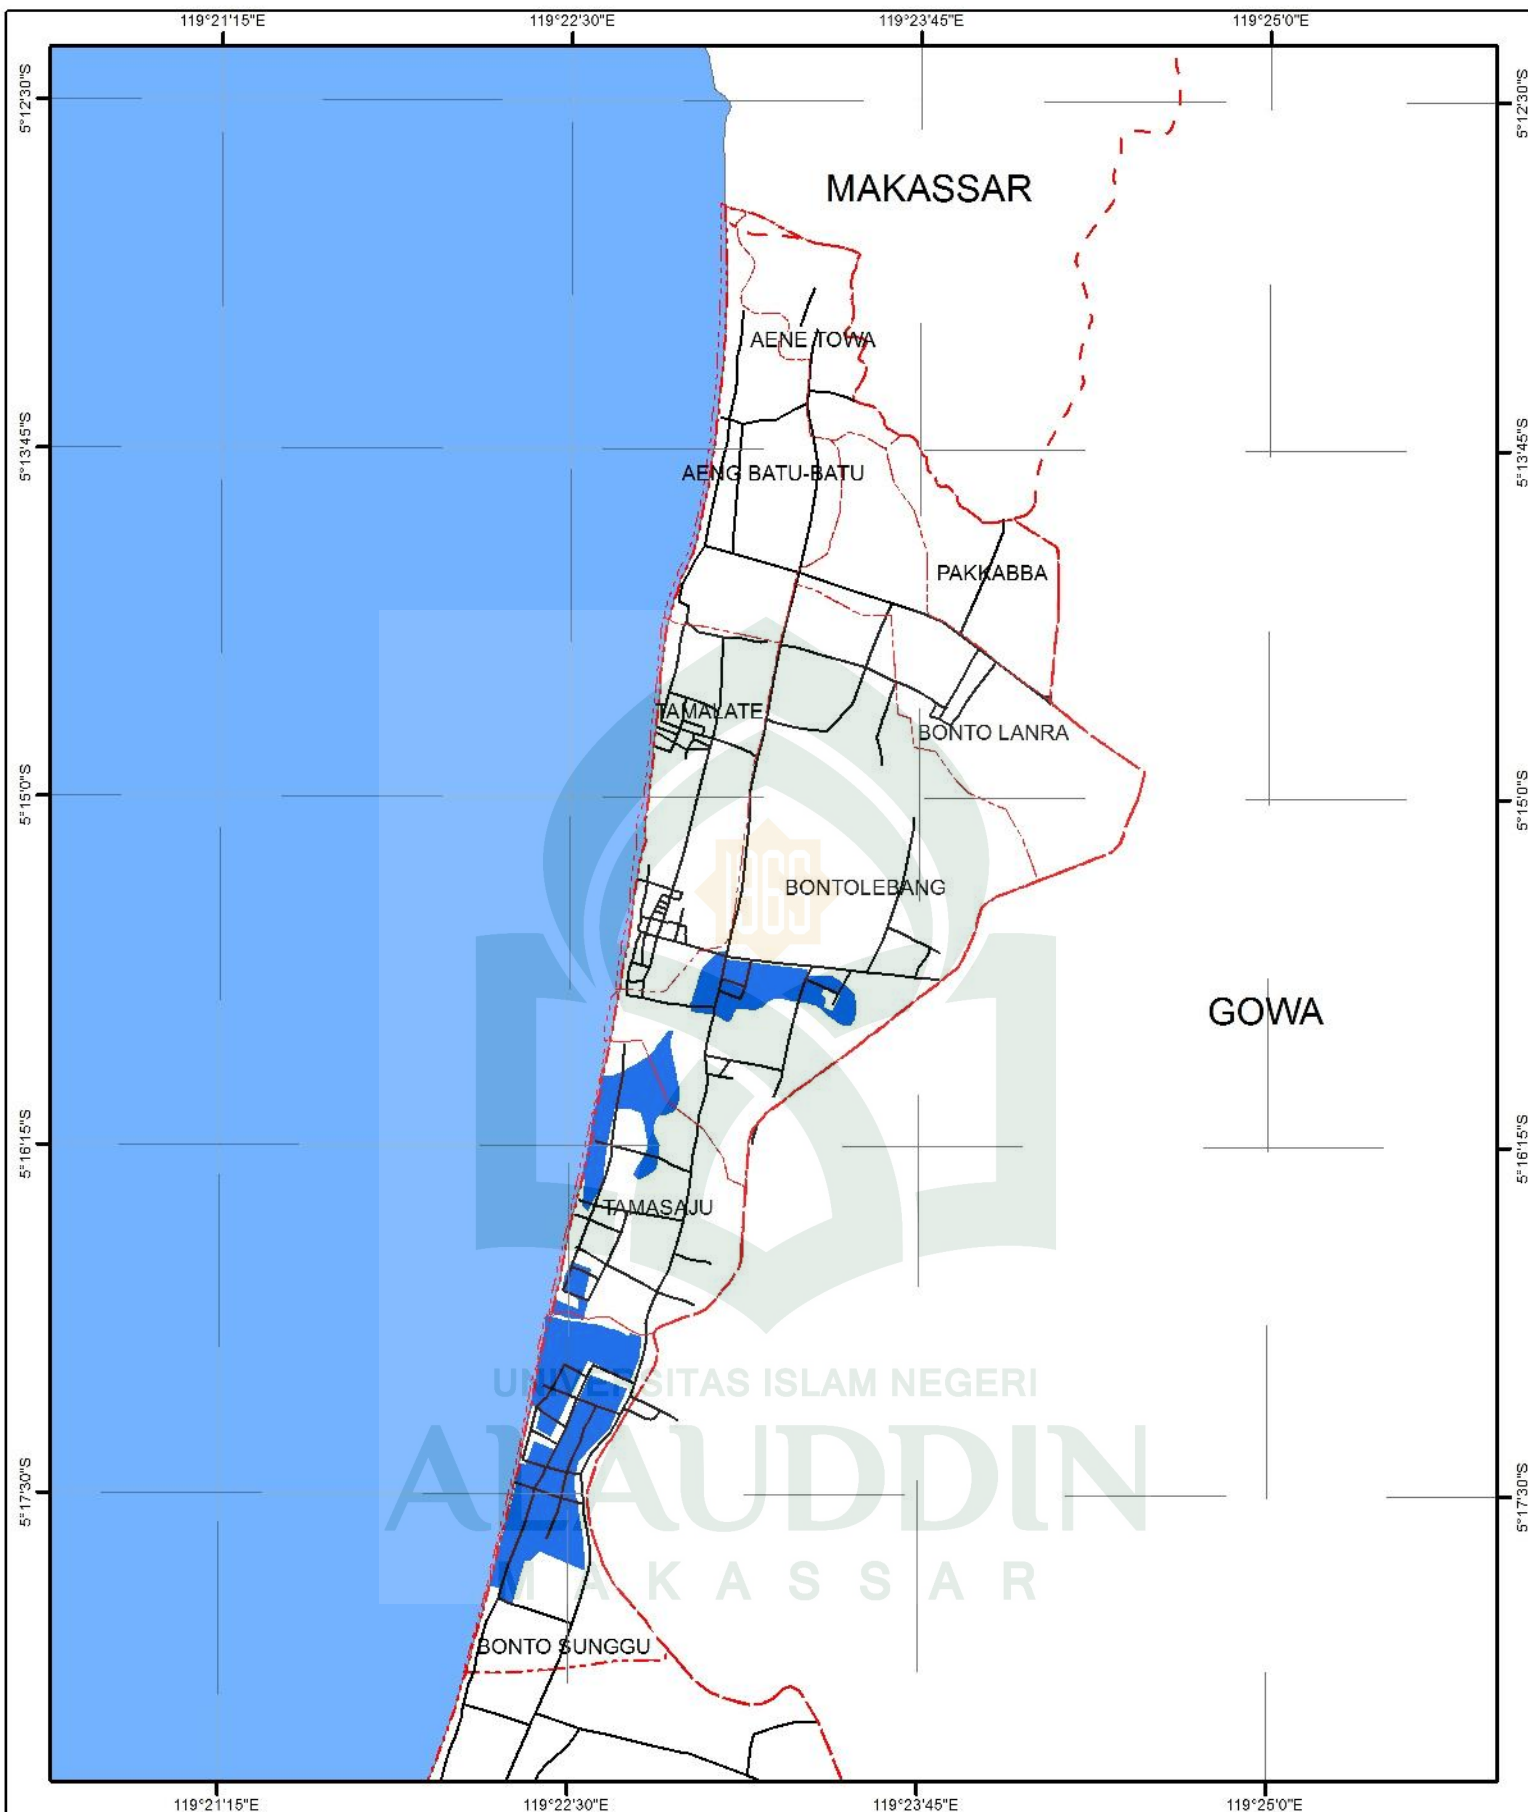 119°21'15"E 119°22'30"E 119°23'45"E 119°25'0"E
5°12'30"S 5°12'30"S
MAKASSAR
AENE TOWA
5°13'45"S 5°13'45"S
AENG BATU-BATU
PAKKABBA
TAMALATE
BONTO LANRA
5°15'0"S 5°15'0"S
BONTOLEBANG
1965
GOWA
5°16'15"S 5°16'15"S
TAMASAJU
UNIVERSITAS ISLAM NEGERI
ALAUDDIN
5°17'30"S 5°17'30"S
MAKASSAR
BONTO SUNGGU
119°21'15"E 119°22'30"E 119°23'45"E 119°25'0"E